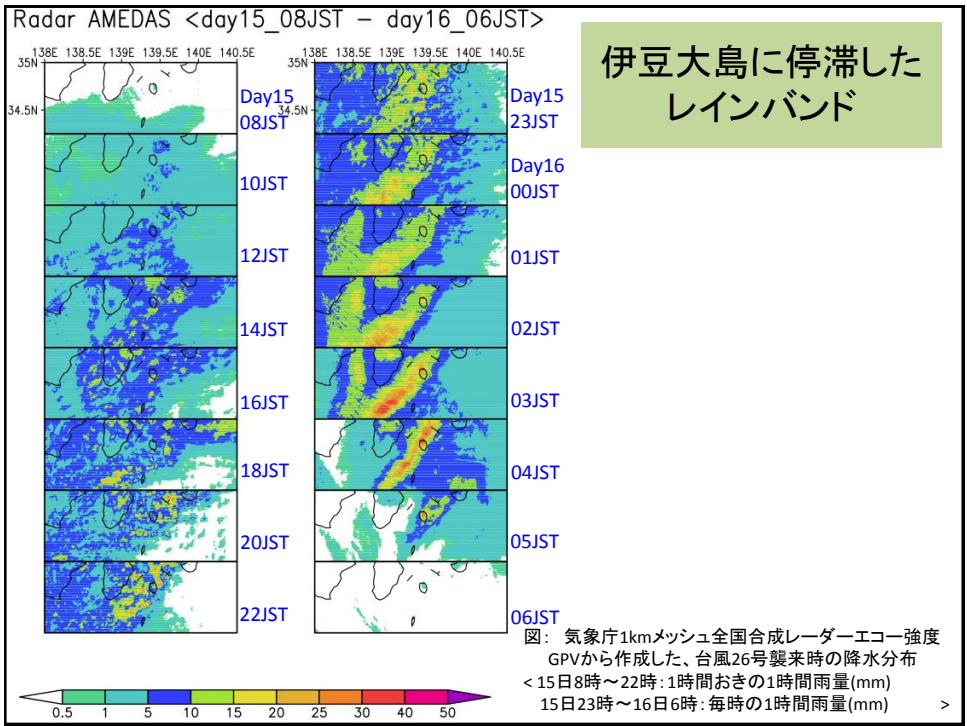 Radar AMEDAS <day15_08JST − day16_06JST>
伊豆大島に停滞した
レインバンド
138E 138.5E 139E 139.5E 140E 140.5E
35N
34.5N
Day15
08JST
10JST
12JST
14JST
16JST
18JST
20JST
22JST
138E 138.5E 139E 139.5E 140E 140.5E
35N
34.5N
Day15
23JST
Day16
00JST
01JST
02JST
03JST
04JST
05JST
06JST
図: 気象庁1kmメッシュ全国合成レーダーエコー強度
GPVから作成した、台風26号襲来時の降水分布
<15日8時～22時:1時間おきの1時間雨量(mm)
15日23時～16日6時:毎時の1時間雨量(mm) >
0.5 1 5 10 15 20 25 30 40 50